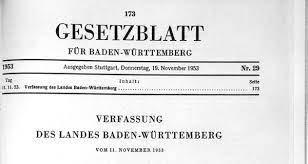 173
GESETZBLATT
FÜR BADEN-WÜRTTEMBERG
1953 Ausgegeben Stuttgart, Donnerstag, 19. November 1953 Nr. 29
Tag Inhalt: Seite
11. 11. 53 Verfassung des Landes Baden-Württemberg 173
VERFASSUNG
DES LANDES BADEN-WÜRTTEMBERG
VOM 11. NOVEMBER 1953